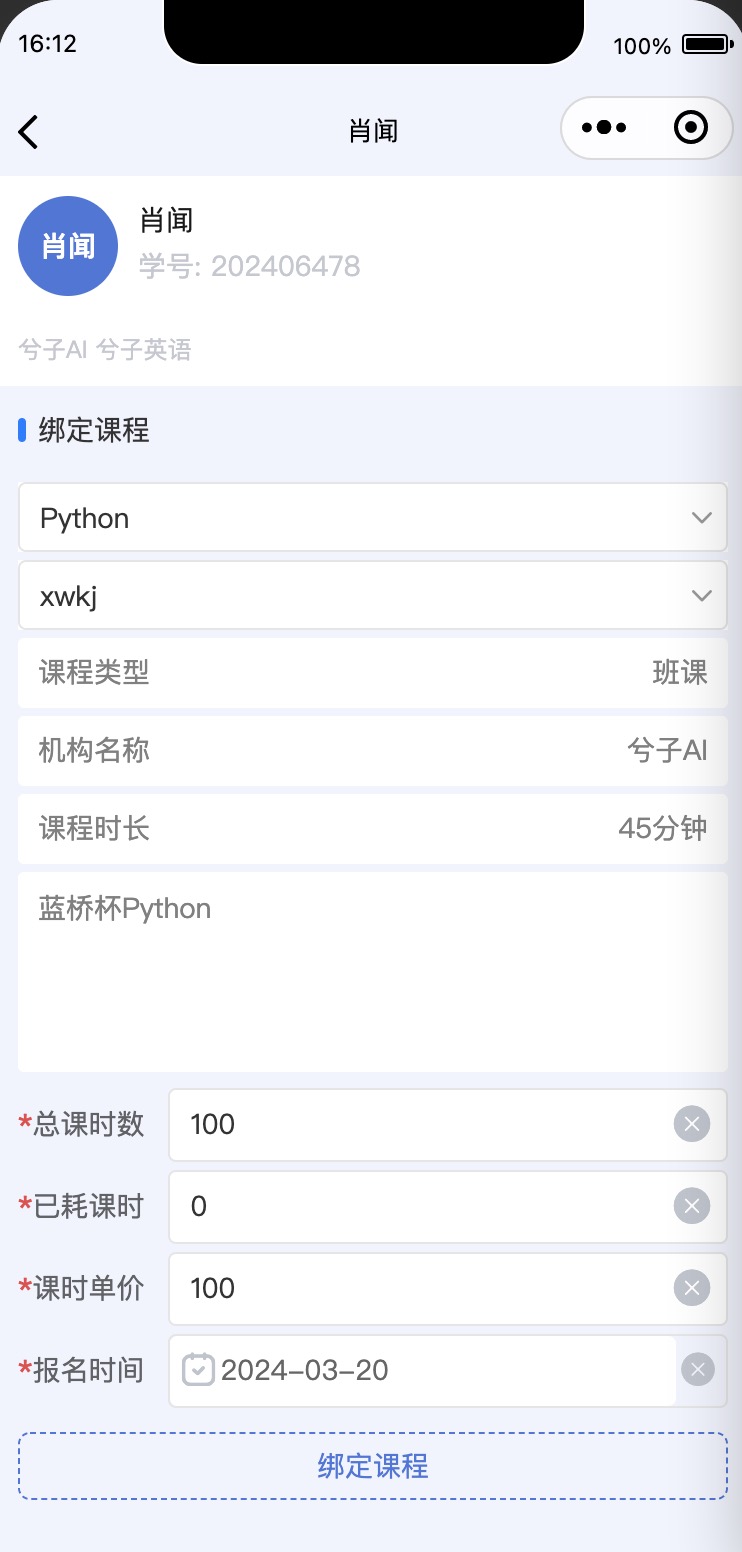 16:12
100%
肖闻
肖闻
肖闻
学号: 202406478
兮子AI 兮子英语
绑定课程
Python
xwkj
课程类型 班课
机构名称 兮子AI
课程时长 45分钟
蓝桥杯Python
*总课时数 100
*已耗课时 0
*课时单价 100
*报名时间 2024-03-20
绑定课程